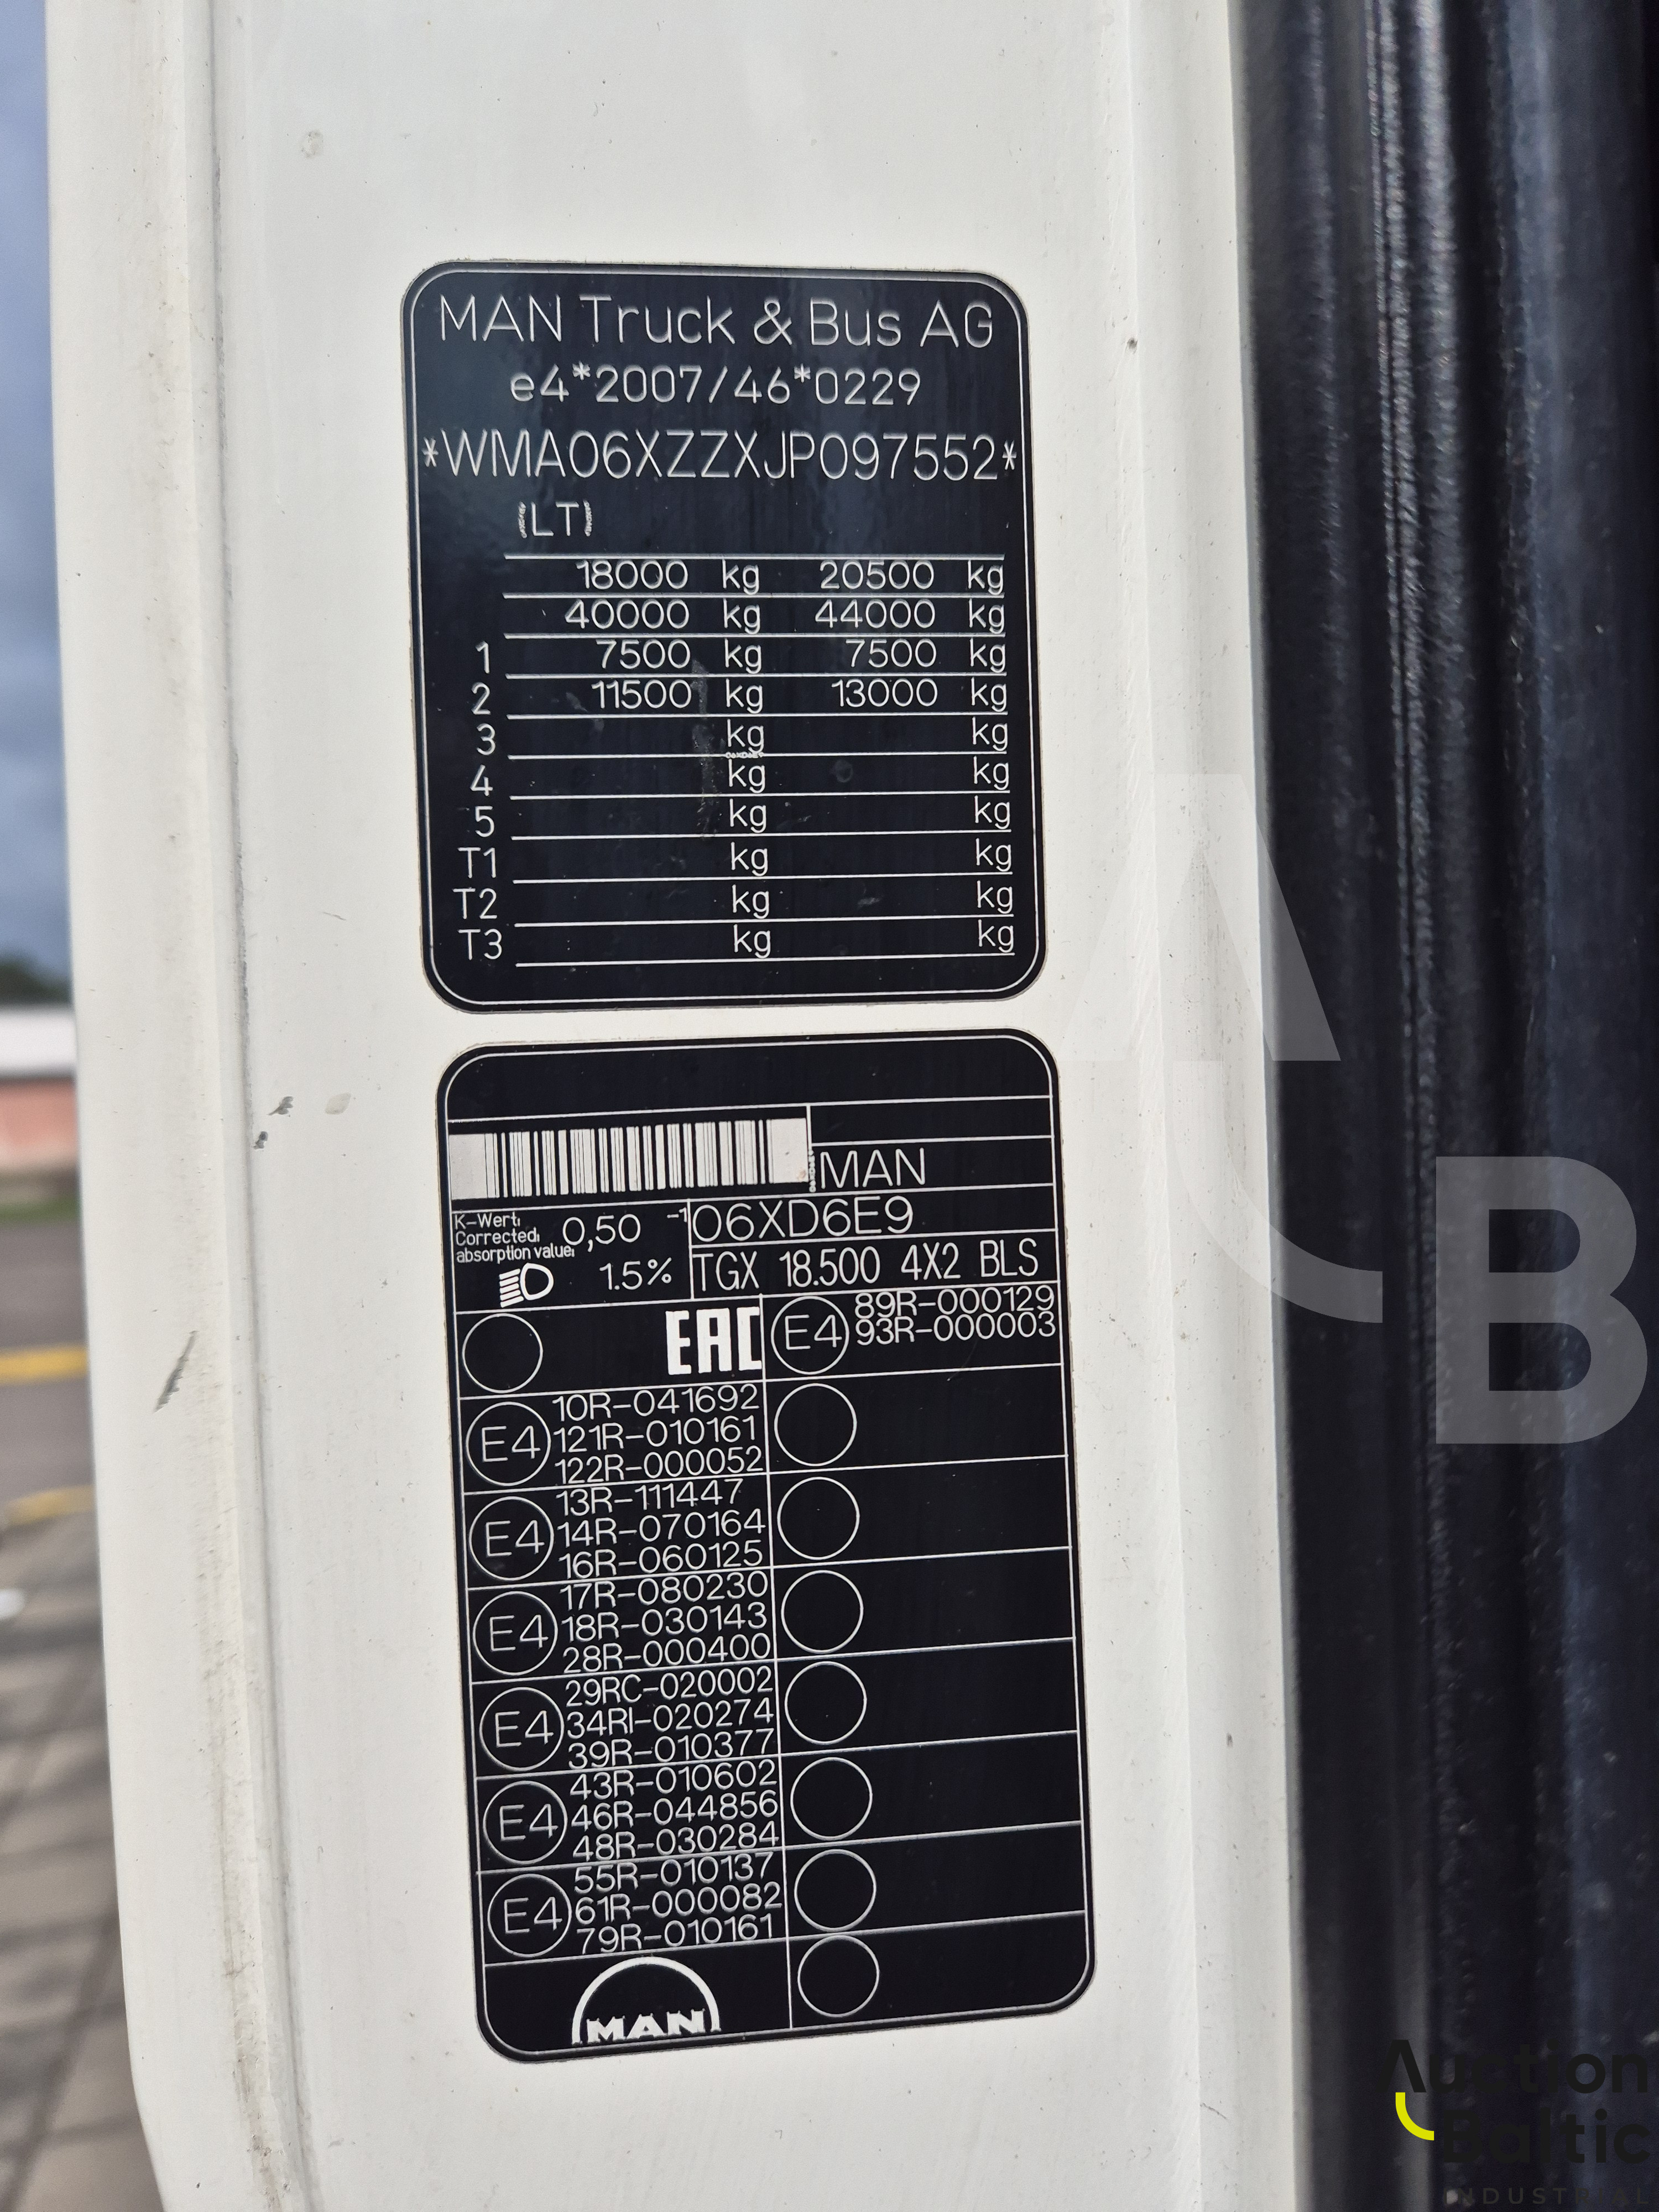 MAN Truck & Bus AG
e4*2007/46*0229
*WMA06XZZXJP097552*
(LT)
18000 kg 20500 kg
40000 kg 44000 kg
1 7500 kg 7500 kg
2 11500 kg 13000 kg
3 kg kg
4 kg kg
5 kg kg
T1 kg kg
T2 kg kg
T3 kg kg
MAN
K-Wert:
Corrected:
absorption value:
0,50 -1
06XD6E9
1.5%
TGX 18.500 4X2 BLS
EAC
E4
89R-000129
93R-000003
E4
10R-041692
121R-010161
122R-000052
E4
13R-111447
14R-070164
16R-060125
E4
17R-080230
18R-030143
28R-000400
E4
29RC-020002
34RI-020274
39R-010377
E4
43R-010602
46R-044856
48R-030284
E4
55R-010137
61R-000082
79R-010161
MAN
AB
Auction
Baltic
INDUSTRIAL